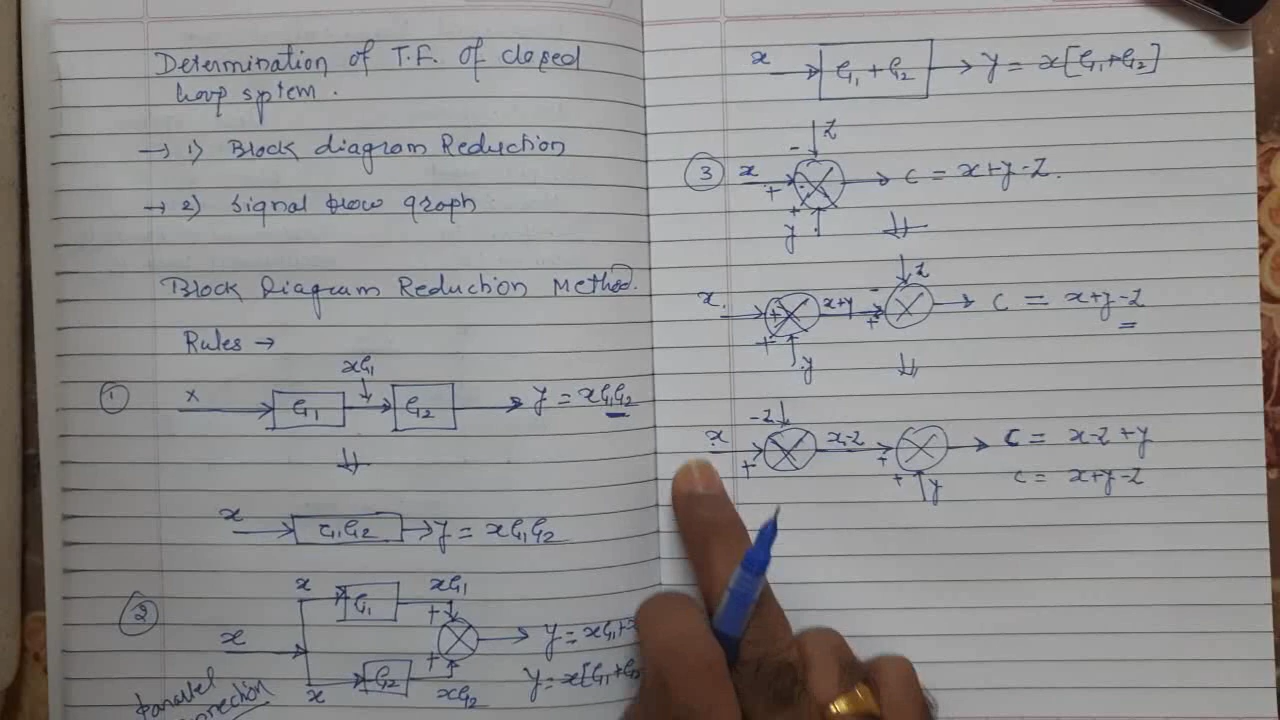 Determination of T.F. of closed
loop system.
→ 1) Block diagram Reduction
→ 2) Signal flow graph
Block Diagram Reduction Method.
Rules →
① x G1 xG1 G2 y = xG1G2
⇓
x G1G2 y = xG1G2
② x x G1 xG1 + y = xG1+
x G2 xG2 + y = x[G1+G2
parallel
x G1 + G2 y = x[G1+G2]
③ x + - z + y c = x+y-z.
⇓
x + + y x+y + - z c = x+y-z
⇓
x + -z x-z + + y c = x-z+y
c = x+y-z